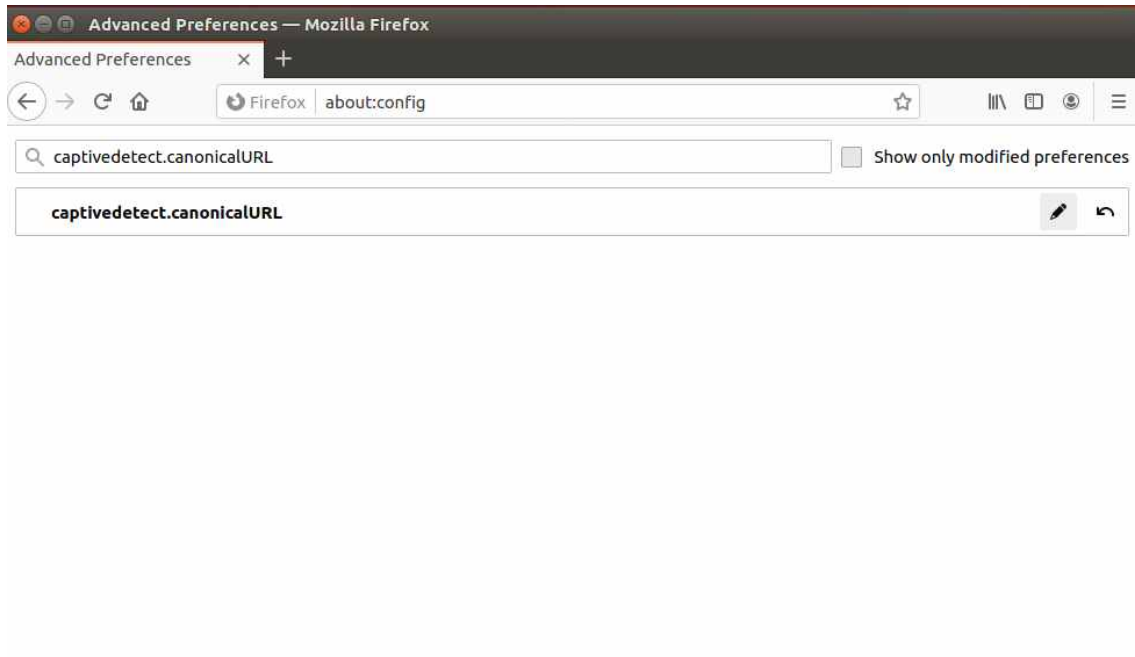 Advanced Preferences — Mozilla Firefox
Advanced Preferences
Firefox about:config
captivedetect.canonicalURL Show only modified preferences
captivedetect.canonicalURL